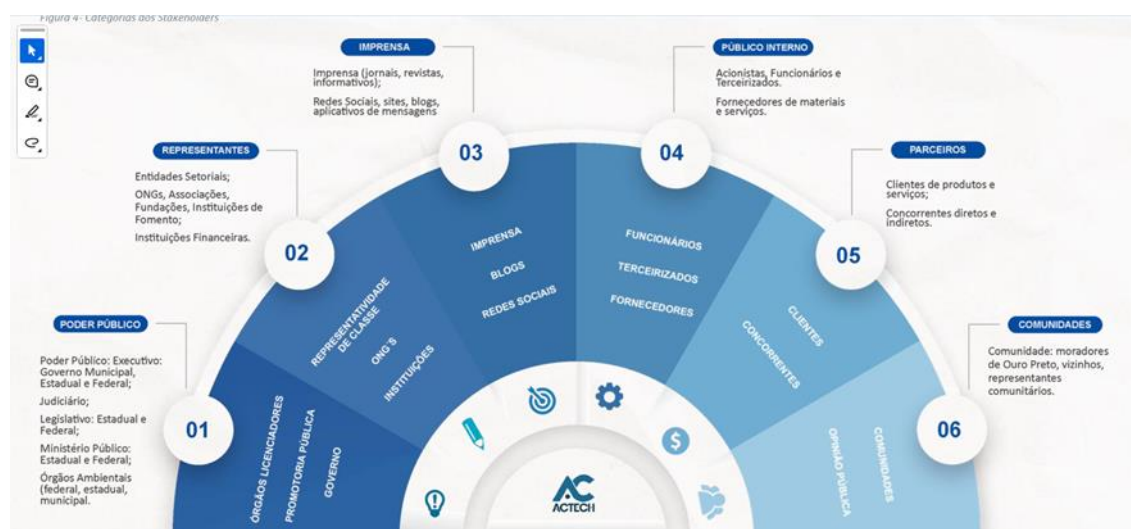 Figura 4- Categorias dos Stakeholders
IMPRENSA
Imprensa (jornais, revistas,
informativos);
Redes Sociais, sites, blogs,
aplicativos de mensagens
PÚBLICO INTERNO
Acionistas, Funcionários e
Terceirizados.
Fornecedores de materiais
e serviços.
REPRESENTANTES
Entidades Setoriais;
ONGs, Associações,
Fundações, Instituições de
Fomento;
Instituições Financeiras.
PARCEIROS
Clientes de produtos e
serviços;
Concorrentes diretos e
indiretos.
PODER PÚBLICO
Poder Público: Executivo:
Governo Municipal,
Estadual e Federal;
Judiciário;
Legislativo: Estadual e
Federal;
Ministério Público:
Estadual e Federal;
Órgãos Ambientais
(federal, estadual,
municipal.
COMUNIDADES
Comunidade: moradores
de Ouro Preto, vizinhos,
representantes
comunitários.
01
ÓRGÃOS LICENCIADORES
PROMOTORIA PÚBLICA
GOVERNO
02
REPRESENTATIVIDADE
DE CLASSE
ONG´S
INSTITUIÇÕES
03
IMPRENSA
BLOGS
REDES SOCIAIS
04
FUNCIONÁRIOS
TERCEIRIZADOS
FORNECEDORES
05
CLIENTES
CONCORRENTES
06
COMUNIDADES
OPINIÃO PÚBLICA
$
AC
ACTECH